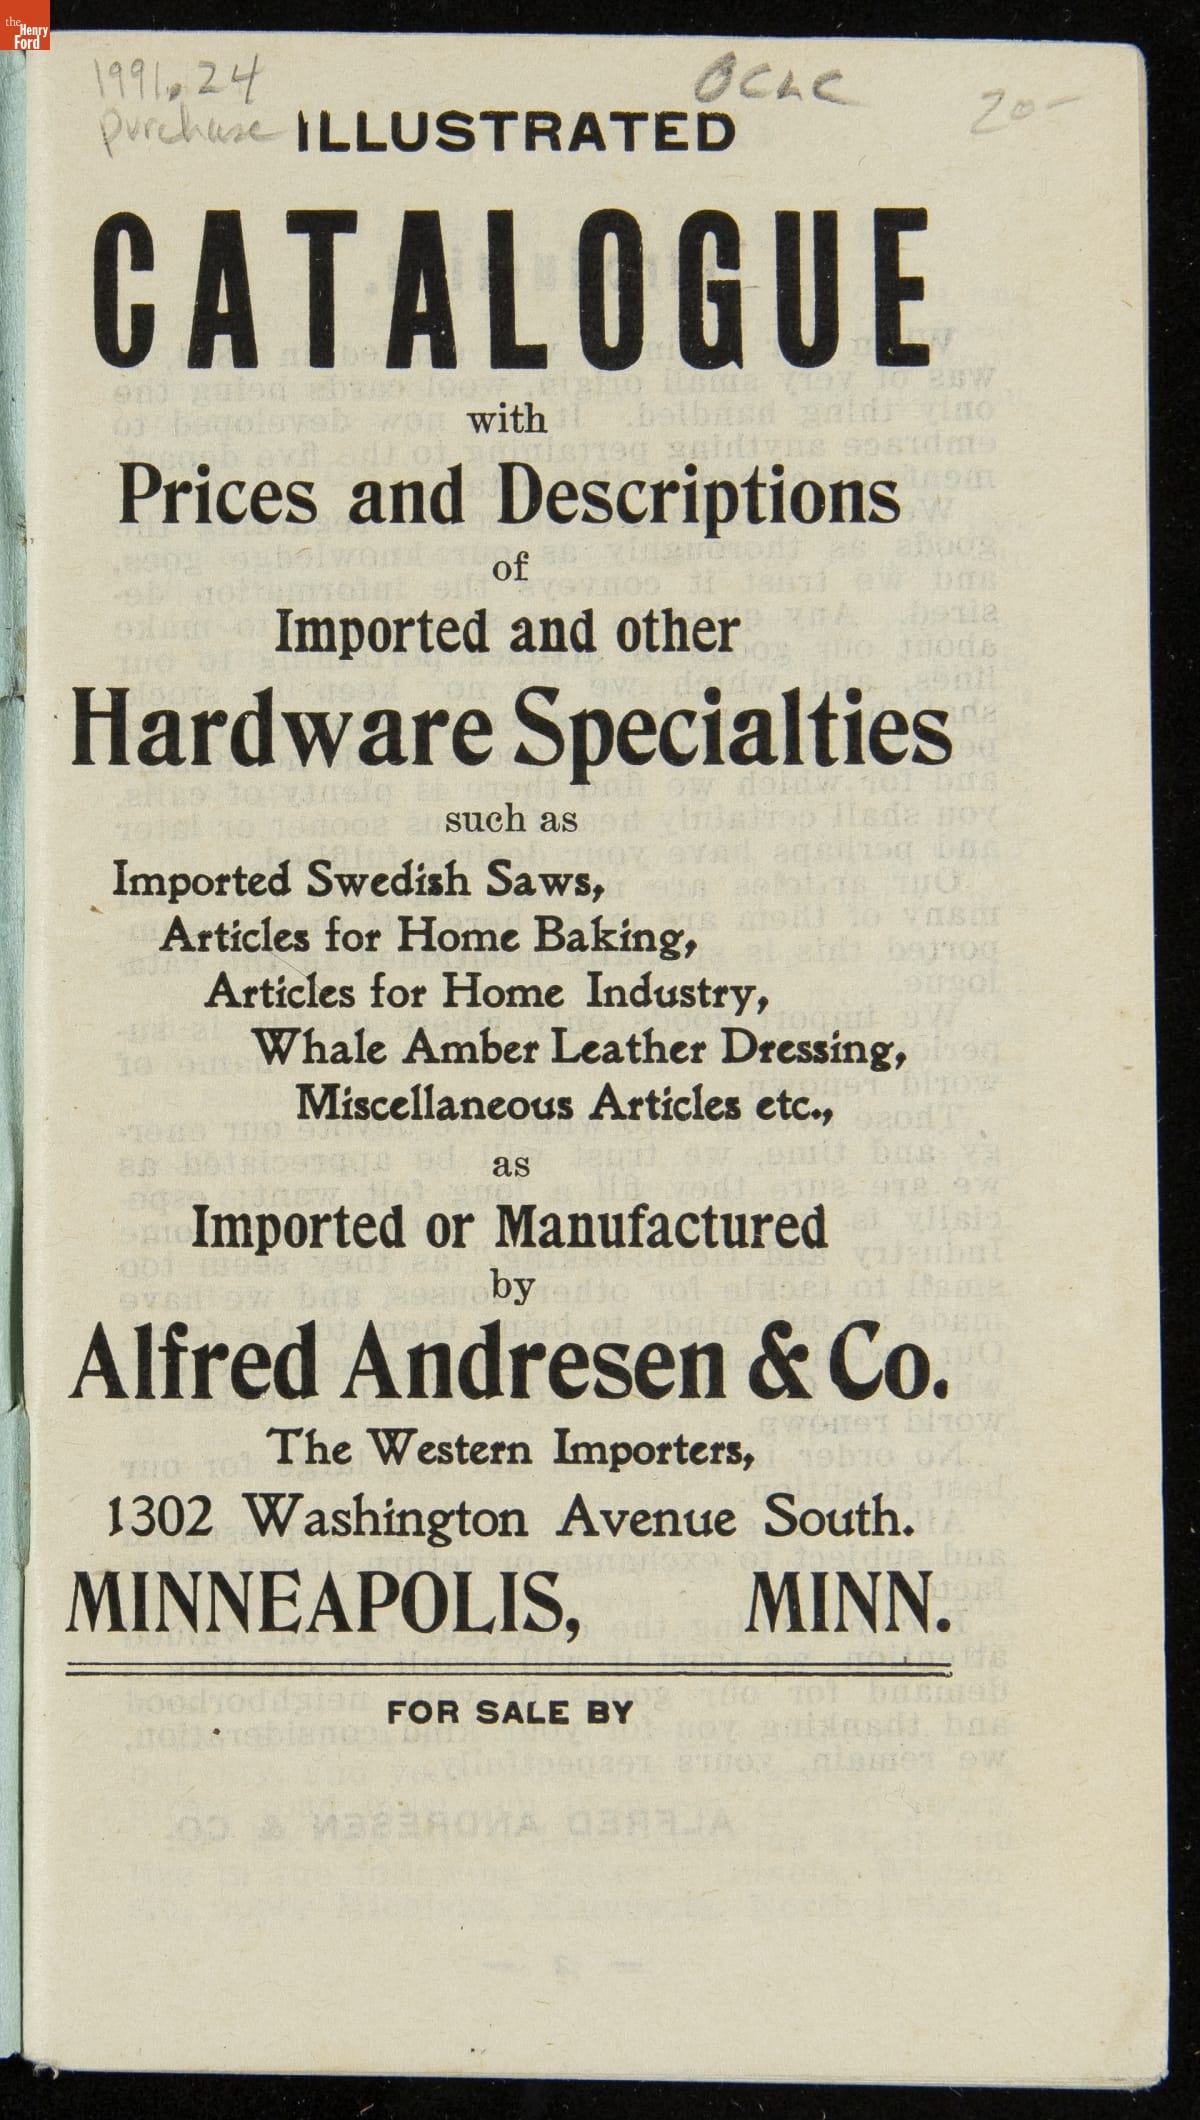 the
Henry
Ford
1991.24
purchase
OCLC
20-
ILLUSTRATED
CATALOGUE
with
Prices and Descriptions
of
Imported and other
Hardware Specialties
such as
Imported Swedish Saws,
Articles for Home Baking,
Articles for Home Industry,
Whale Amber Leather Dressing,
Miscellaneous Articles etc.,
as
Imported or Manufactured
by
Alfred Andresen & Co.
The Western Importers,
1302 Washington Avenue South.
MINNEAPOLIS, MINN.
FOR SALE BY